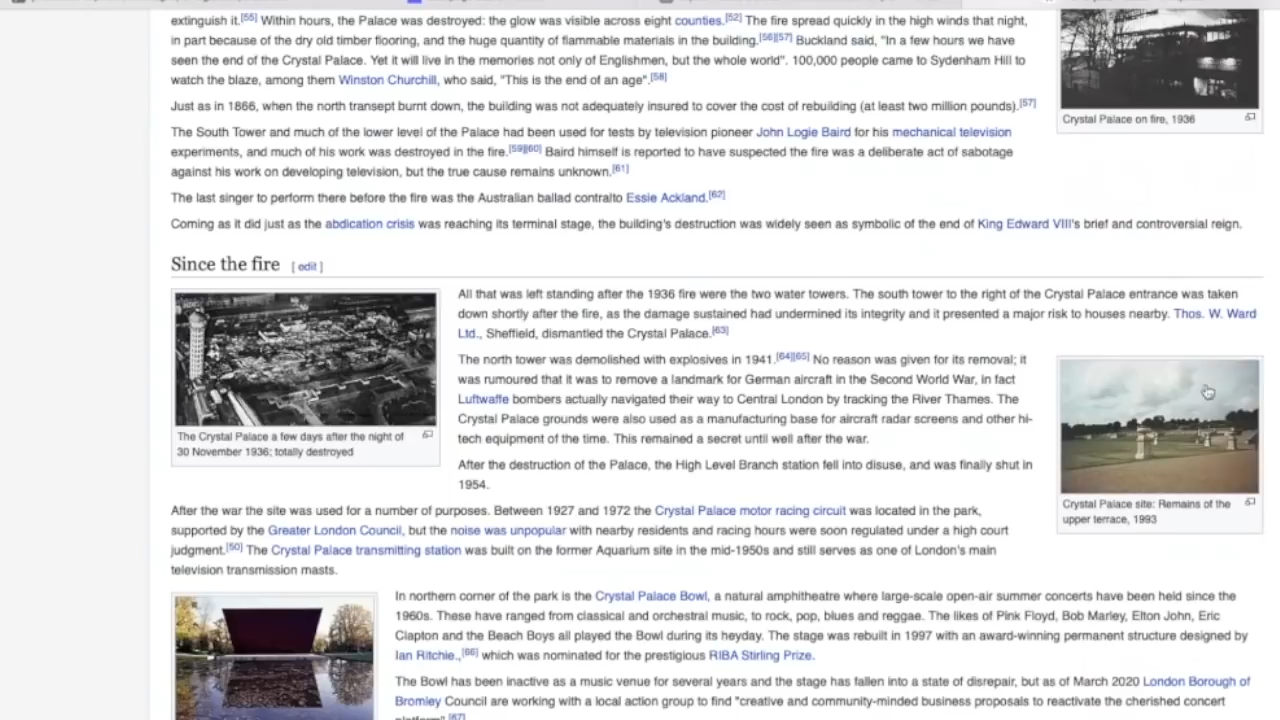 extinguish it.[55] Within hours, the Palace was destroyed: the glow was visible across eight counties.[52] The fire spread quickly in the high winds that night,
in part because of the dry old timber flooring, and the huge quantity of flammable materials in the building.[56][57] Buckland said, "In a few hours we have
seen the end of the Crystal Palace. Yet it will live in the memories not only of Englishmen, but the whole world". 100,000 people came to Sydenham Hill to
watch the blaze, among them Winston Churchill, who said, "This is the end of an age".[58]
Crystal Palace on fire, 1936
Just as in 1866, when the north transept burnt down, the building was not adequately insured to cover the cost of rebuilding (at least two million pounds).[57]
The South Tower and much of the lower level of the Palace had been used for tests by television pioneer John Logie Baird for his mechanical television
experiments, and much of his work was destroyed in the fire.[59][60] Baird himself is reported to have suspected the fire was a deliberate act of sabotage
against his work on developing television, but the true cause remains unknown.[61]
The last singer to perform there before the fire was the Australian ballad contralto Essie Ackland.[62]
Coming as it did just as the abdication crisis was reaching its terminal stage, the building's destruction was widely seen as symbolic of the end of King Edward VIII's brief and controversial reign.
Since the fire [ edit ]
All that was left standing after the 1936 fire were the two water towers. The south tower to the right of the Crystal Palace entrance was taken
down shortly after the fire, as the damage sustained had undermined its integrity and it presented a major risk to houses nearby. Thos. W. Ward
Ltd., Sheffield, dismantled the Crystal Palace.[63]
The north tower was demolished with explosives in 1941.[64][65] No reason was given for its removal; it
was rumoured that it was to remove a landmark for German aircraft in the Second World War, in fact
Luftwaffe bombers actually navigated their way to Central London by tracking the River Thames. The
Crystal Palace grounds were also used as a manufacturing base for aircraft radar screens and other hi-
tech equipment of the time. This remained a secret until well after the war.
The Crystal Palace a few days after the night of
30 November 1936; totally destroyed
After the destruction of the Palace, the High Level Branch station fell into disuse, and was finally shut in
1954.
Crystal Palace site: Remains of the
upper terrace, 1993
After the war the site was used for a number of purposes. Between 1927 and 1972 the Crystal Palace motor racing circuit was located in the park,
supported by the Greater London Council, but the noise was unpopular with nearby residents and racing hours were soon regulated under a high court
judgment.[50] The Crystal Palace transmitting station was built on the former Aquarium site in the mid-1950s and still serves as one of London's main
television transmission masts.
In northern corner of the park is the Crystal Palace Bowl, a natural amphitheatre where large-scale open-air summer concerts have been held since the
1960s. These have ranged from classical and orchestral music, to rock, pop, blues and reggae. The likes of Pink Floyd, Bob Marley, Elton John, Eric
Clapton and the Beach Boys all played the Bowl during its heyday. The stage was rebuilt in 1997 with an award-winning permanent structure designed by
Ian Ritchie.,[66] which was nominated for the prestigious RIBA Stirling Prize.
The Bowl has been inactive as a music venue for several years and the stage has fallen into a state of disrepair, but as of March 2020 London Borough of
Bromley Council are working with a local action group to find "creative and community-minded business proposals to reactivate the cherished concert
platform".[67]